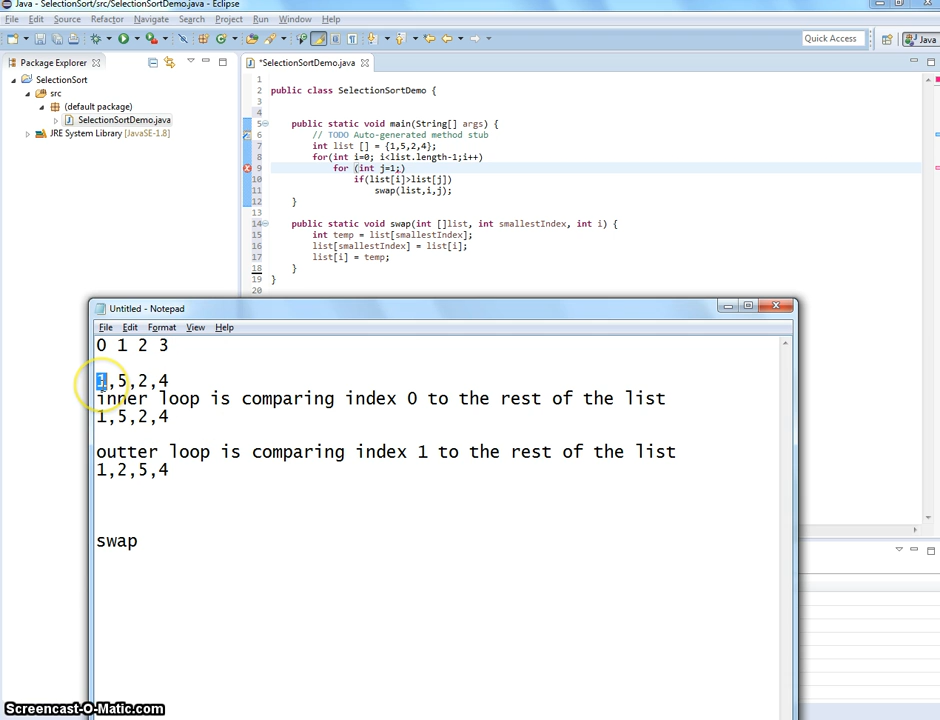 Java - SelectionSort/src/SelectionSortDemo.java - Eclipse
File Edit Source Refactor Navigate Search Project Run Window Help
Quick Access
Java
Package Explorer
*SelectionSortDemo.java
SelectionSort
src
(default package)
SelectionSortDemo.java
JRE System Library [JavaSE-1.8]
1
2 public class SelectionSortDemo {
3
4
5 public static void main(String[] args) {
6 // TODO Auto-generated method stub
7 int list [] = {1,5,2,4};
8 for(int i=0; i<list.length-1;i++)
9 for (int j=1;)
10 if(list[i]>list[j])
11 swap(list,i,j);
12 }
13
14 public static void swap(int []list, int smallestIndex, int i) {
15 int temp = list[smallestIndex];
16 list[smallestIndex] = list[i];
17 list[i] = temp;
18 }
19 }
20
Untitled - Notepad
File Edit Format View Help
0 1 2 3
1,5,2,4
inner loop is comparing index 0 to the rest of the list
1,5,2,4
outter loop is comparing index 1 to the rest of the list
1,2,5,4
swap
Screencast-O-Matic.com